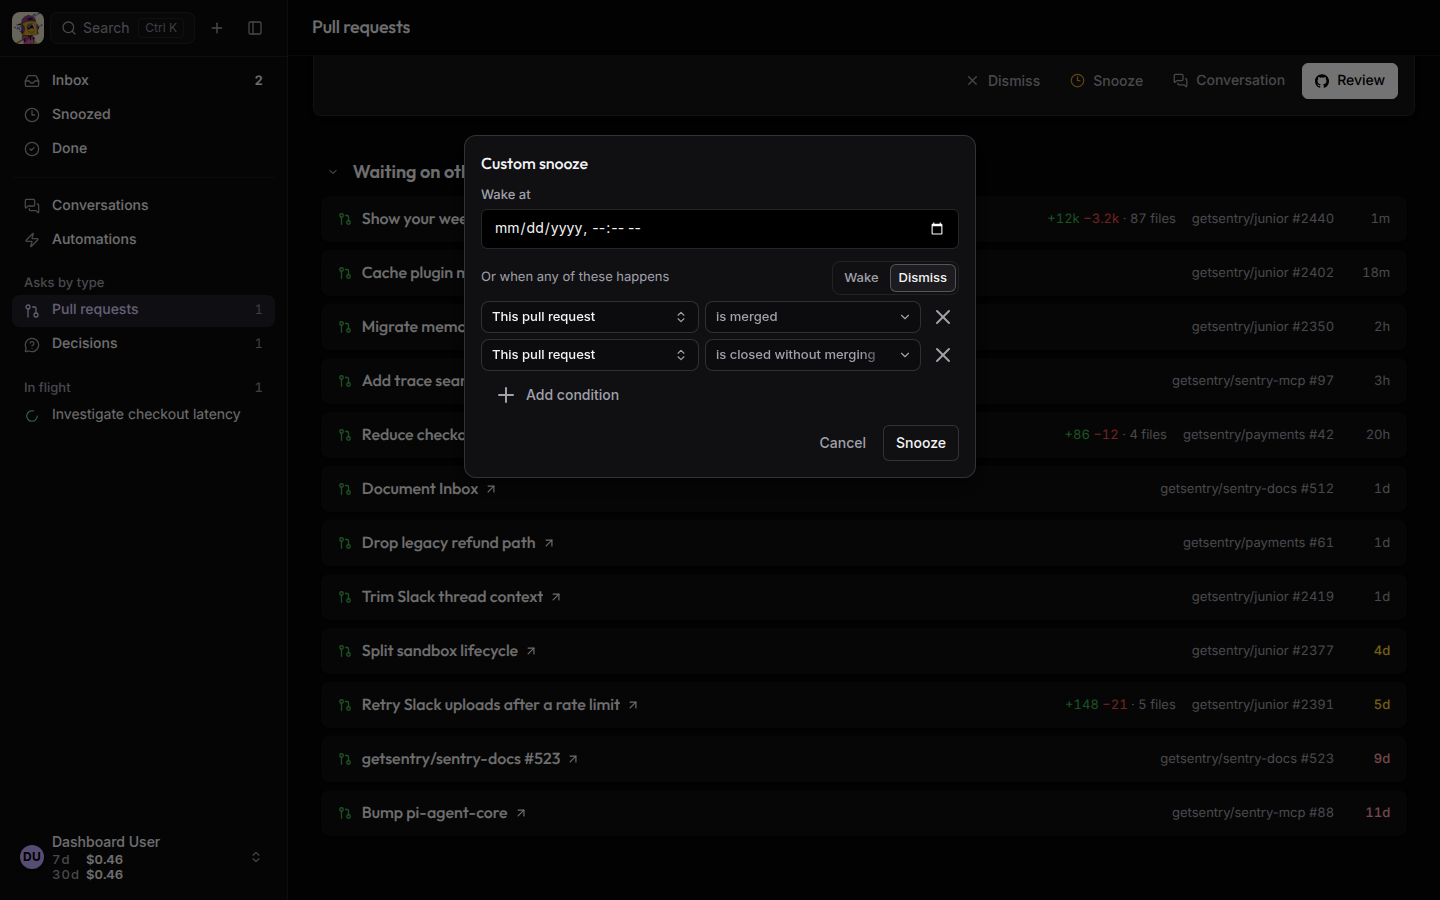 Search Ctrl K
Inbox 2
Snoozed
Done
Conversations
Automations
Asks by type
Pull requests 1
Decisions 1
In flight 1
Investigate checkout latency
DU
Dashboard User
7d $0.46
30d $0.46
Pull requests
Dismiss Snooze Conversation Review
Custom snooze
Wake at
mm/dd/yyyy, --:-- --
Or when any of these happens Wake Dismiss
This pull request is merged
This pull request is closed without merging
Add condition
Cancel Snooze
Waiting on
Show your +12k −3.2k · 87 files getsentry/junior #2440 1m
Cache plugin getsentry/junior #2402 18m
Migrate getsentry/junior #2350 2h
Add trace getsentry/sentry-mcp #97 3h
Reduce +86 −12 · 4 files getsentry/payments #42 20h
Document Inbox getsentry/sentry-docs #512 1d
Drop legacy refund path getsentry/payments #61 1d
Trim Slack thread context getsentry/junior #2419 1d
Split sandbox lifecycle getsentry/junior #2377 4d
Retry Slack uploads after a rate limit +148 −21 · 5 files getsentry/junior #2391 5d
getsentry/sentry-docs #523 getsentry/sentry-docs #523 9d
Bump pi-agent-core getsentry/sentry-mcp #88 11d